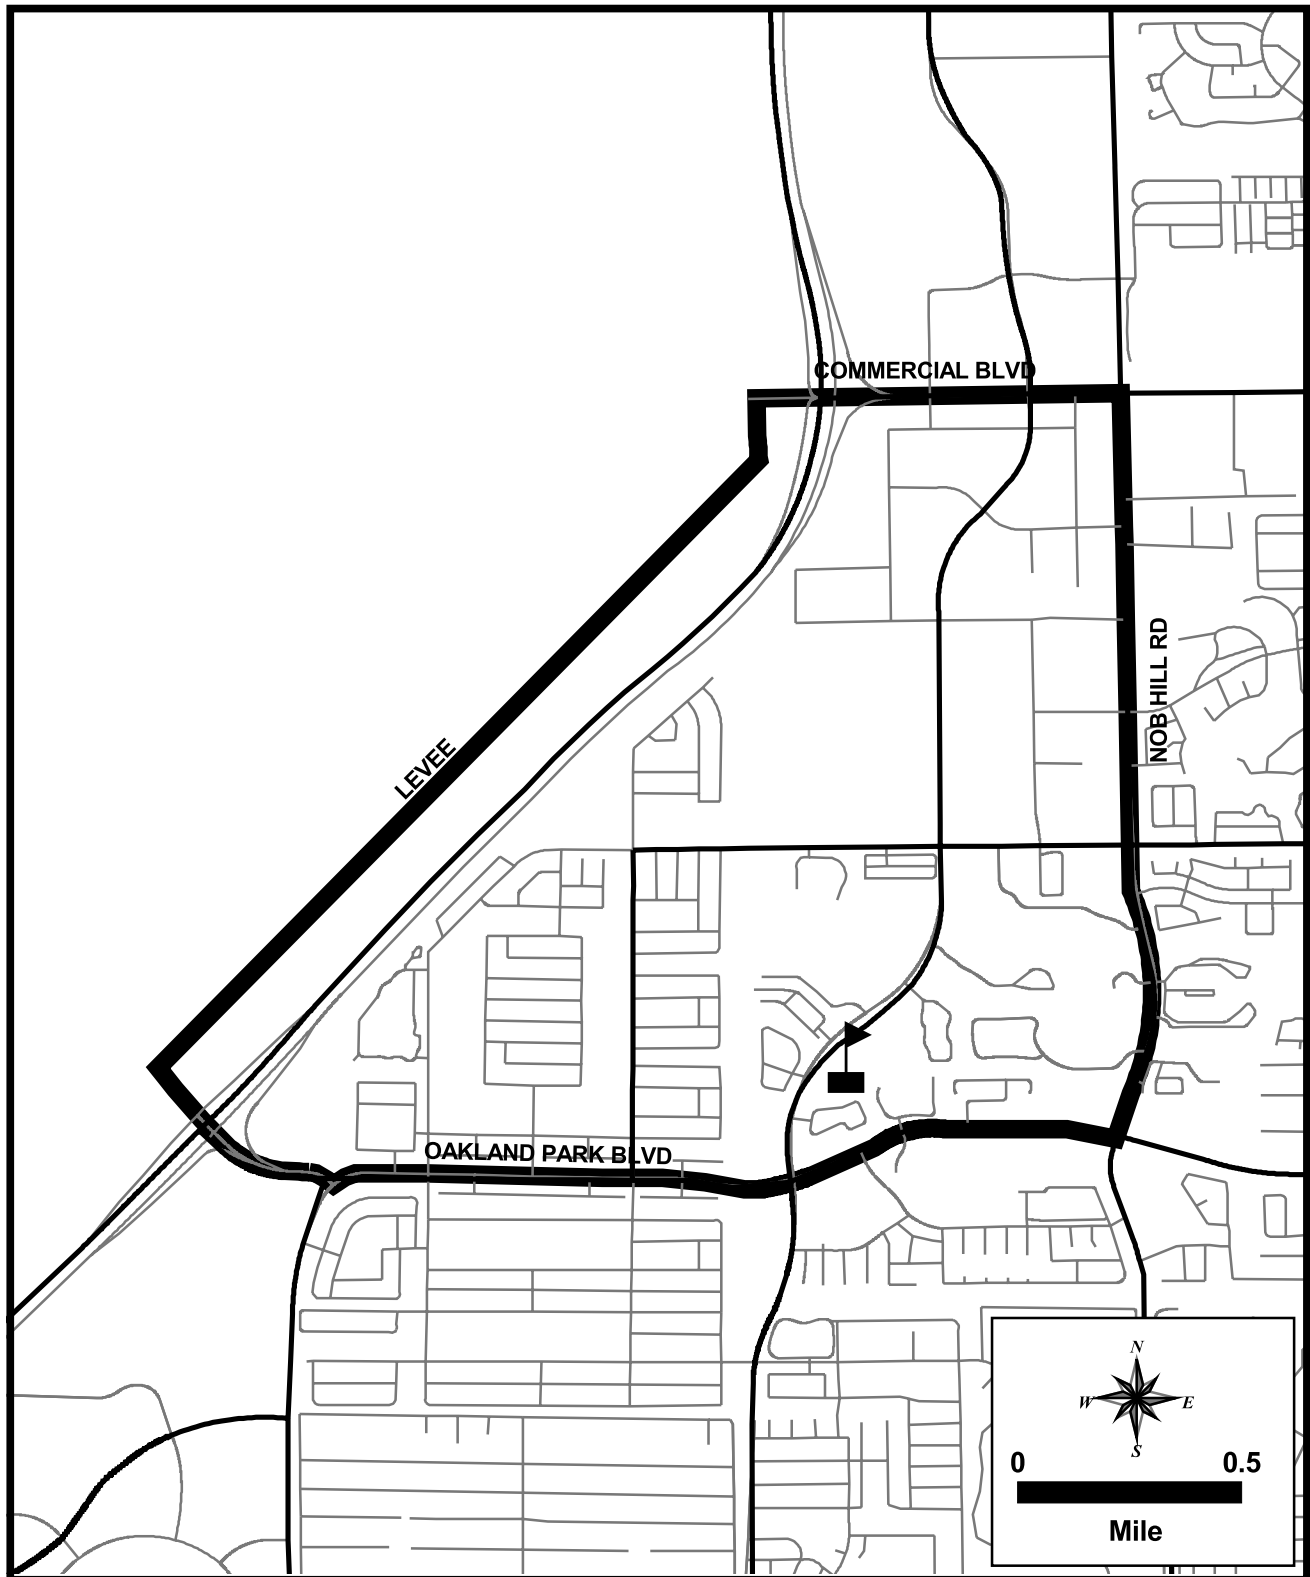 COMMERCIAL BLVD
NOB HILL RD
LEVEE
OAKLAND PARK BLVD
N
W E
S
0 0.5
Mile